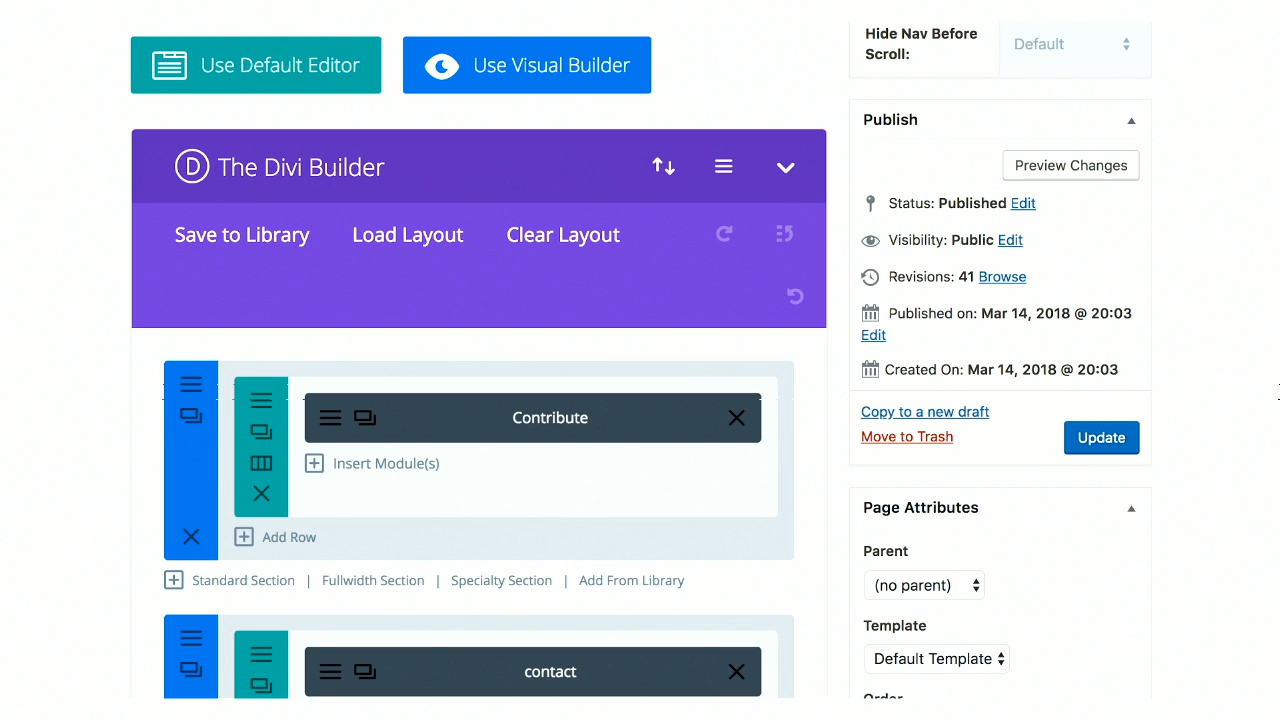 Use Default Editor
Use Visual Builder
D The Divi Builder
Save to Library
Load Layout
Clear Layout
Contribute
Insert Module(s)
Add Row
Standard Section | Fullwidth Section | Specialty Section | Add From Library
contact
Hide Nav Before
Scroll:
Default
Publish
Preview Changes
Status: Published Edit
Visibility: Public Edit
Revisions: 41 Browse
Published on: Mar 14, 2018 @ 20:03
Edit
Created On: Mar 14, 2018 @ 20:03
Copy to a new draft
Move to Trash
Update
Page Attributes
Parent
(no parent)
Template
Default Template
Order